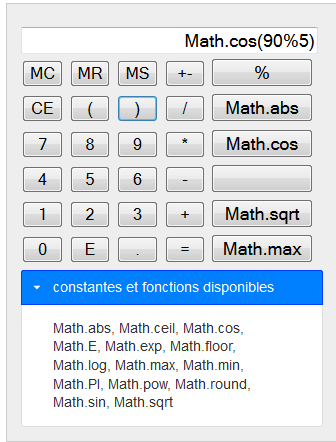 Math.cos(90%5)
MC MR MS +- %
CE ( ) / Math.abs
7 8 9 * Math.cos
4 5 6 -
1 2 3 + Math.sqrt
0 E . = Math.max
constantes et fonctions disponibles
Math.abs, Math.ceil, Math.cos,
Math.E, Math.exp, Math.floor,
Math.log, Math.max, Math.min,
Math.PI, Math.pow, Math.round,
Math.sin, Math.sqrt